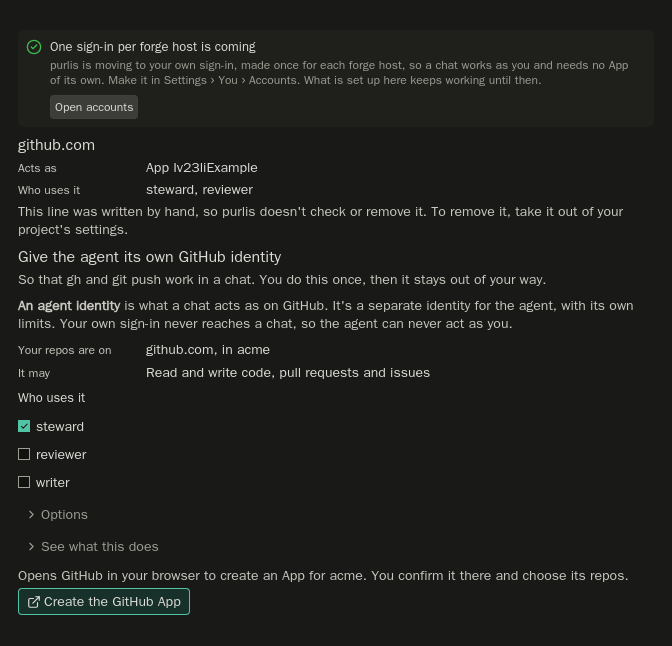 One sign-in per forge host is coming
purlis is moving to your own sign-in, made once for each forge host, so a chat works as you and needs no App
of its own. Make it in Settings › You › Accounts. What is set up here keeps working until then.
Open accounts
github.com
Acts as App Iv23liExample
Who uses it steward, reviewer
This line was written by hand, so purlis doesn't check or remove it. To remove it, take it out of your
project's settings.
Give the agent its own GitHub identity
So that gh and git push work in a chat. You do this once, then it stays out of your way.
An agent identity is what a chat acts as on GitHub. It's a separate identity for the agent, with its own
limits. Your own sign-in never reaches a chat, so the agent can never act as you.
Your repos are on github.com, in acme
It may Read and write code, pull requests and issues
Who uses it
steward
reviewer
writer
Options
See what this does
Opens GitHub in your browser to create an App for acme. You confirm it there and choose its repos.
Create the GitHub App